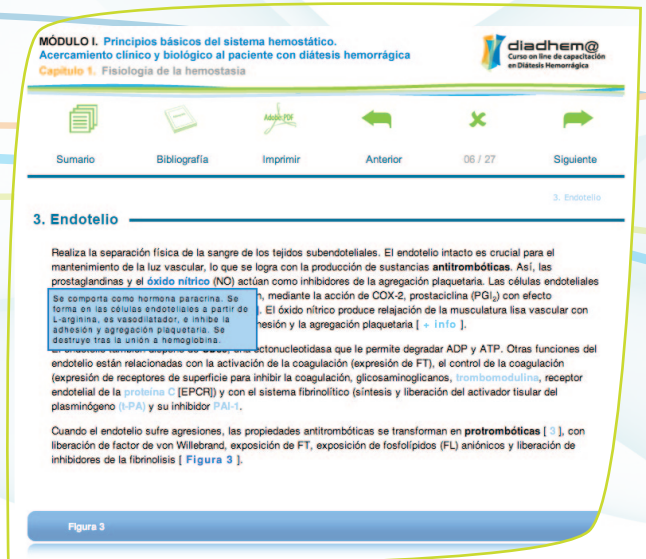 MÓDULO I. Principios básicos del sistema hemostático.
Acercamiento clínico y biológico al paciente con diátesis hemorrágica
Capítulo 1. Fisiología de la hemostasia
diadhem@
Curso on line de capacitación
en Diátesis Hemorrágica
Adobe PDF
Sumario Bibliografía Imprimir Anterior 06 / 27 Siguiente
3. Endotelio
3. Endotelio
Realiza la separación física de la sangre de los tejidos subendoteliales. El endotelio intacto es crucial para el
mantenimiento de la luz vascular, lo que se logra con la producción de sustancias antitrombóticas. Así, las
prostaglandinas y el óxido nítrico (NO) actúan como inhibidores de la agregación plaquetaria. Las células endoteliales
n, mediante la acción de COX-2, prostaciclina (PGI2) con efecto
]. El óxido nítrico produce relajación de la musculatura lisa vascular con
hesión y la agregación plaquetaria [ + info ].
Se comporta como hormona paracrina. Se
forma en las células endoteliales a partir de
L-arginina, es vasodilatador, e inhibe la
adhesión y agregación plaquetaria. Se
destruye tras la unión a hemoglobina.
ectonucleotidasa que le permite degradar ADP y ATP. Otras funciones del
endotelio están relacionadas con la activación de la coagulación (expresión de FT), el control de la coagulación
(expresión de receptores de superficie para inhibir la coagulación, glicosaminoglicanos, trombomodulina, receptor
endotelial de la proteína C [EPCR]) y con el sistema fibrinolítico (síntesis y liberación del activador tisular del
plasminógeno (t-PA) y su inhibidor PAI-1.
Cuando el endotelio sufre agresiones, las propiedades antitrombóticas se transforman en protrombóticas [ 3 ], con
liberación de factor de von Willebrand, exposición de FT, exposición de fosfolípidos (FL) aniónicos y liberación de
inhibidores de la fibrinolisis [ Figura 3 ].
Figura 3